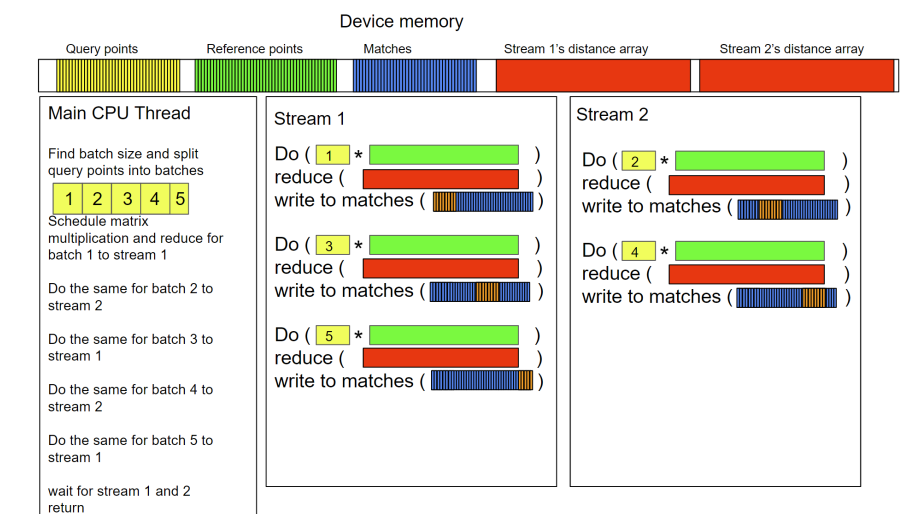 Device memory
Query points
Reference points
Matches
Stream 1's distance array
Stream 2's distance array
Main CPU Thread
Find batch size and split
query points into batches
1 2 3 4 5
Schedule matrix
multiplication and reduce for
batch 1 to stream 1
Do the same for batch 2 to
stream 2
Do the same for batch 3 to
stream 1
Do the same for batch 4 to
stream 2
Do the same for batch 5 to
stream 1
wait for stream 1 and 2
return
Stream 1
Do ( 1 * )
reduce ( )
write to matches ( )
Do ( 3 * )
reduce ( )
write to matches ( )
Do ( 5 * )
reduce ( )
write to matches ( )
Stream 2
Do ( 2 * )
reduce ( )
write to matches ( )
Do ( 4 * )
reduce ( )
write to matches ( )